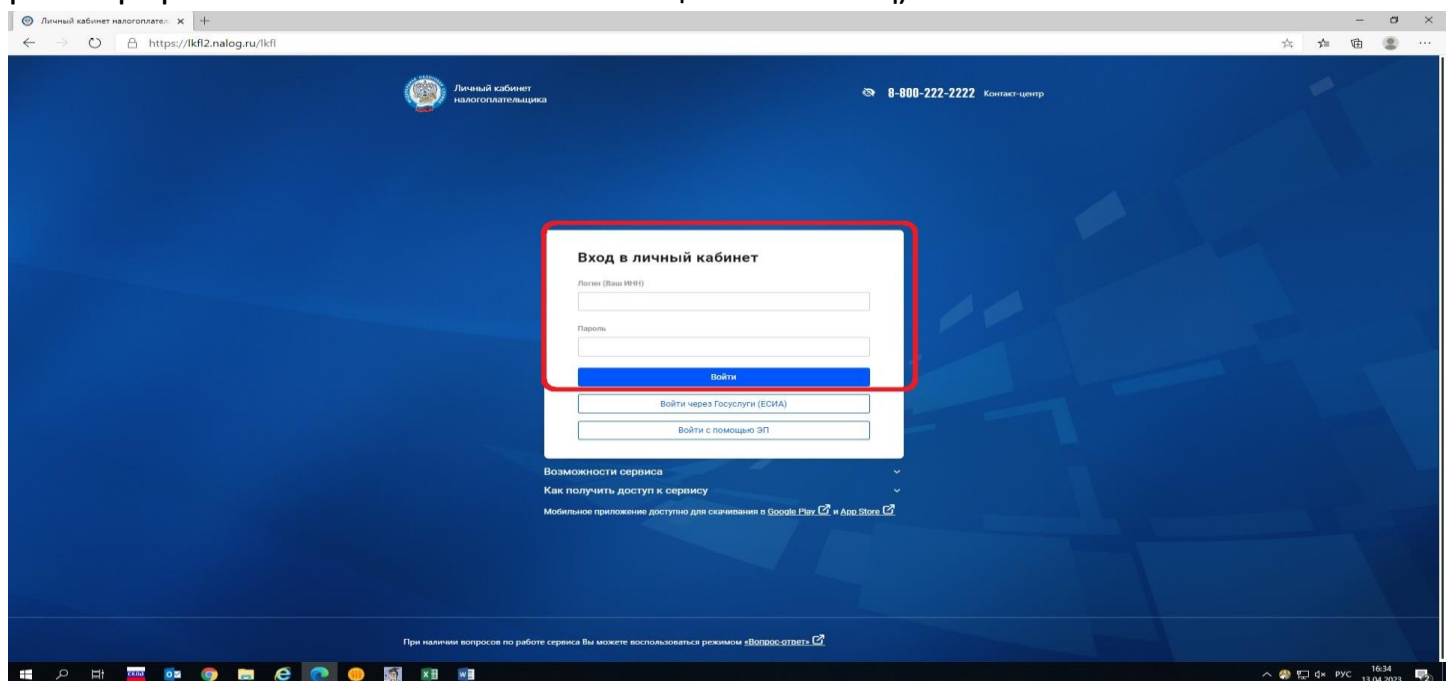 Личный кабинет налогоплател
https://lkfl2.nalog.ru/lkfl
Личный кабинет
налогоплательщика
8-800-222-2222 Контакт-центр
Вход в личный кабинет
Логин (Ваш ИНН)
Пароль
Войти
Войти через Госуслуги (ЕСИА)
Войти с помощью ЭП
Возможности сервиса
Как получить доступ к сервису
Мобильное приложение доступно для скачивания в Google Play и App Store
При наличии вопросов по работе сервиса Вы можете воспользоваться режимом «Вопрос-ответ»
РУС
16:34
13.04.2023